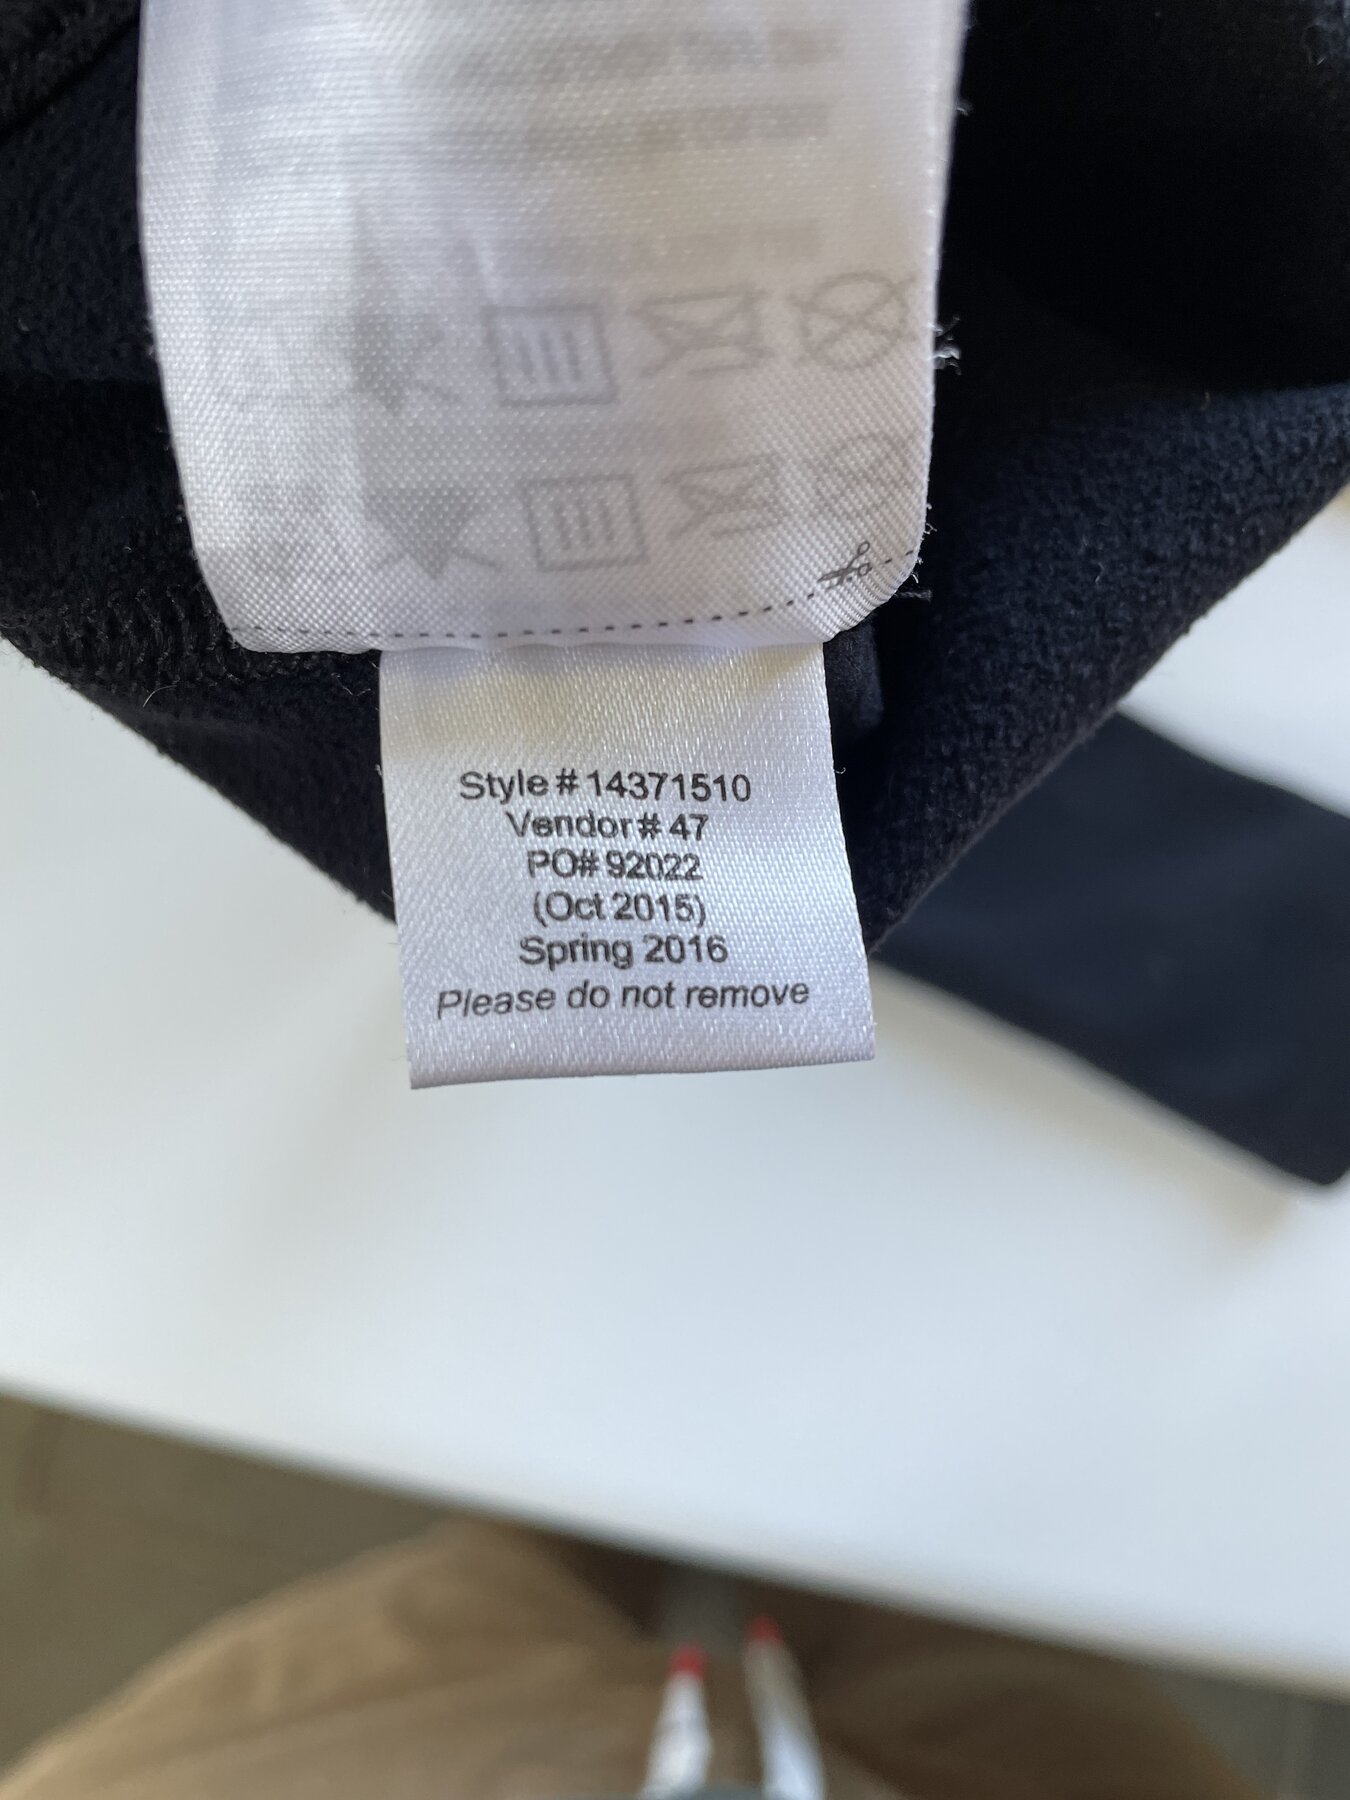 Style # 14371510
Vendor # 47
PO# 92022
(Oct 2015)
Spring 2016
Please do not remove